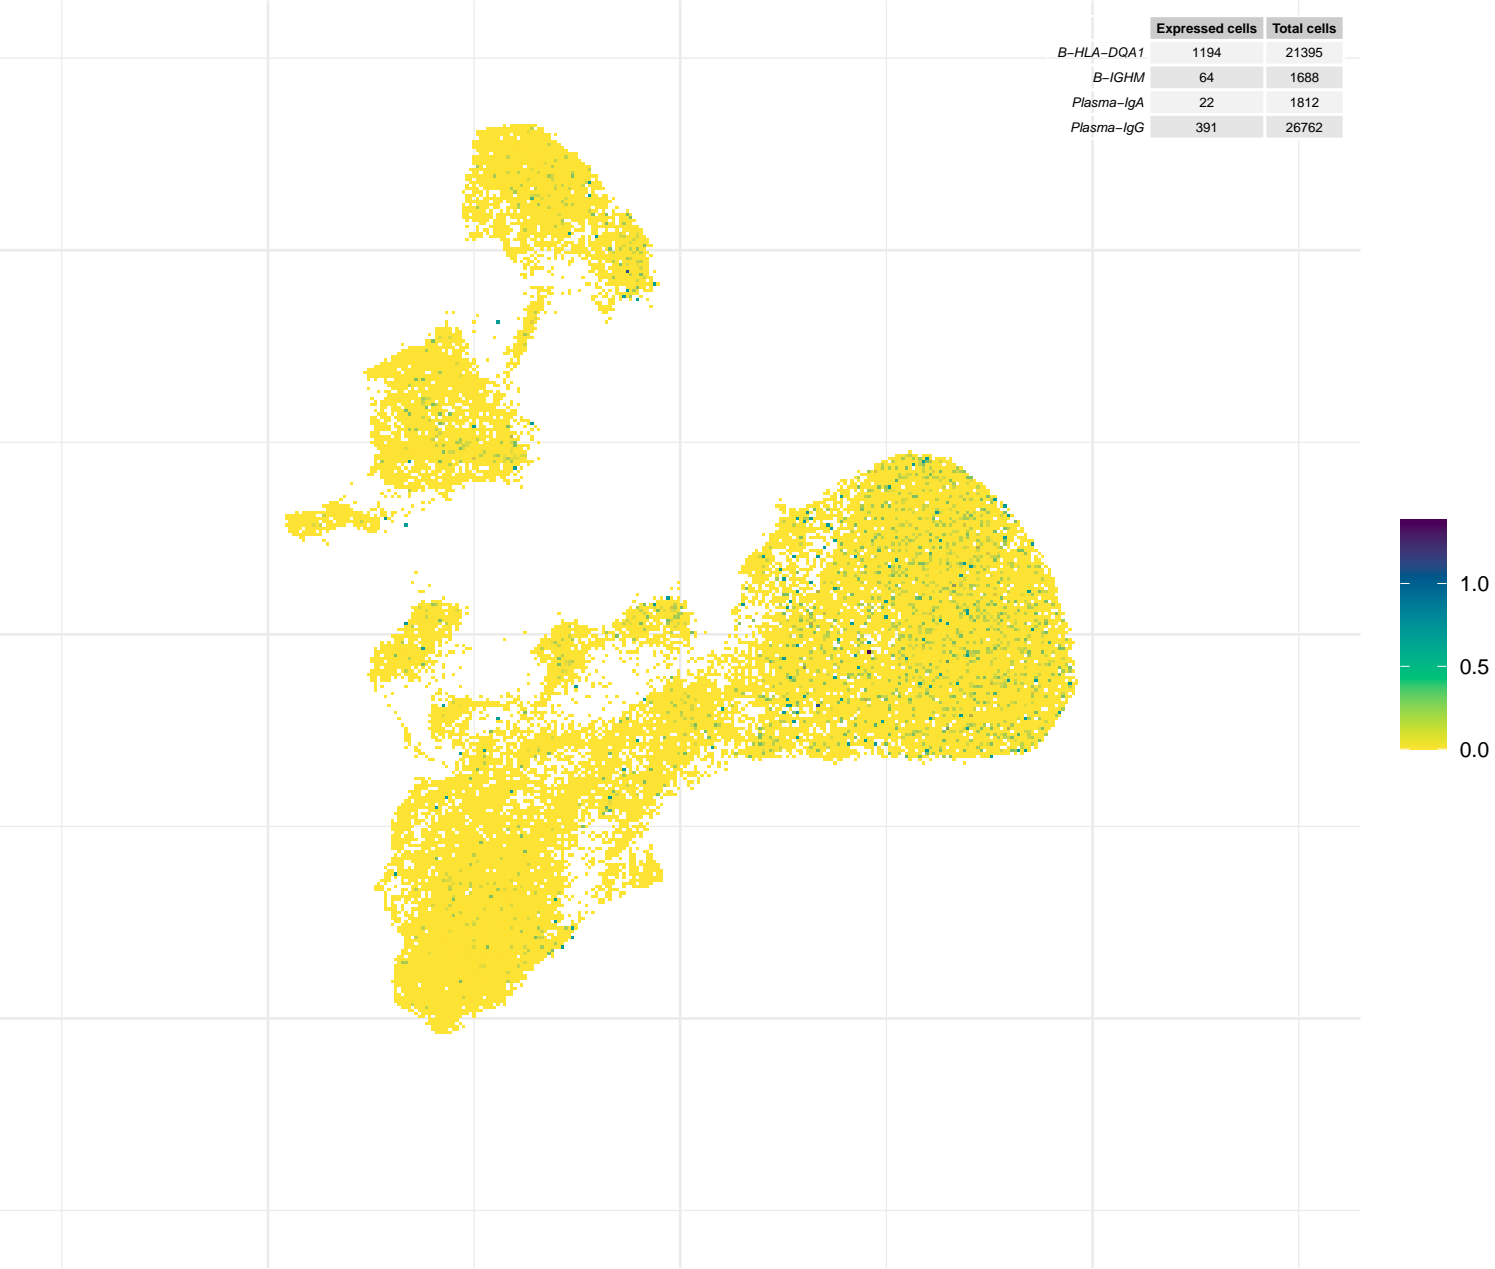 Expressed cells Total cells
B−HLA−DQA1 1194 21395
B−IGHM 64 1688
Plasma−IgA 22 1812
Plasma−IgG 391 26762
1.0
0.5
0.0